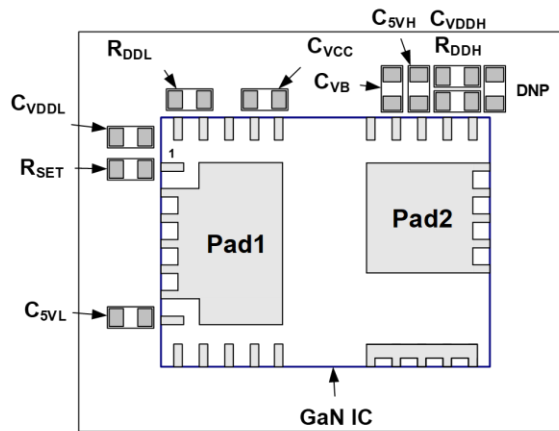 C5VH
CVDDH
RDDL
CVCC
RDDH
CVB
DNP
CVDDL
RSET
1
Pad1
Pad2
C5VL
GaN IC